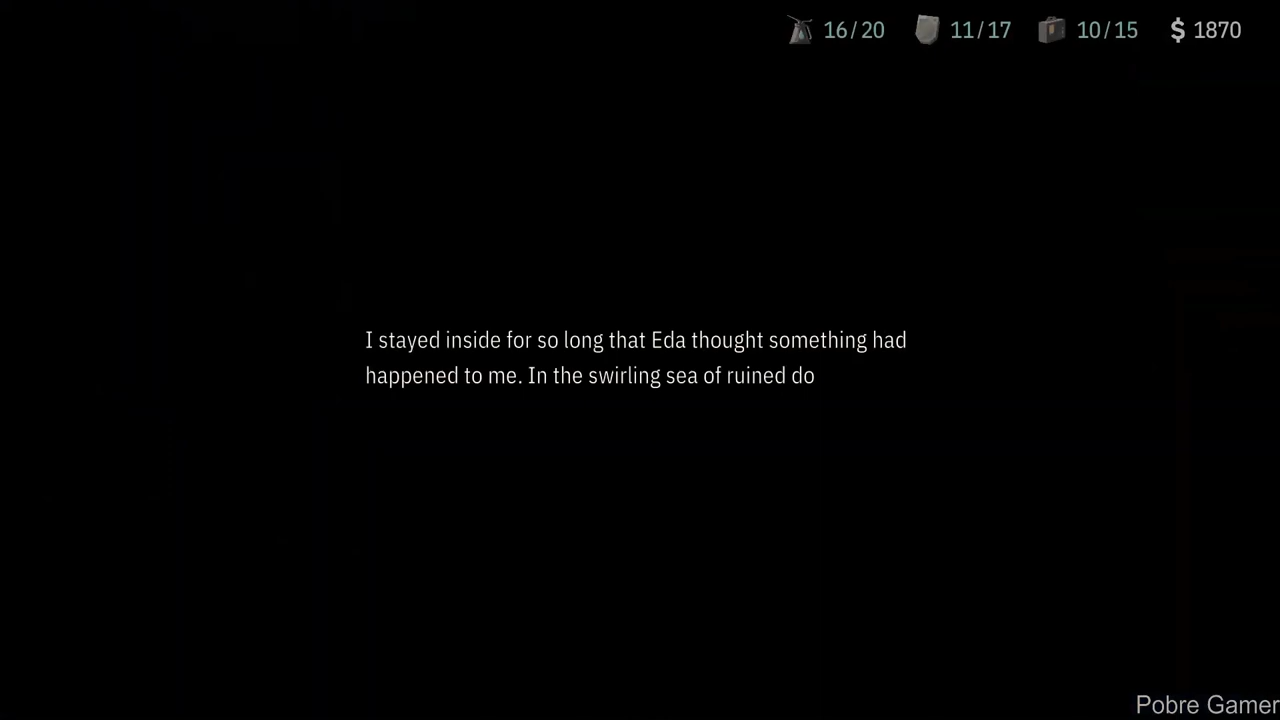 16/20 11/17 10/15 $ 1870
I stayed inside for so long that Eda thought something had
happened to me. In the swirling sea of ruined do
Pobre Gamer